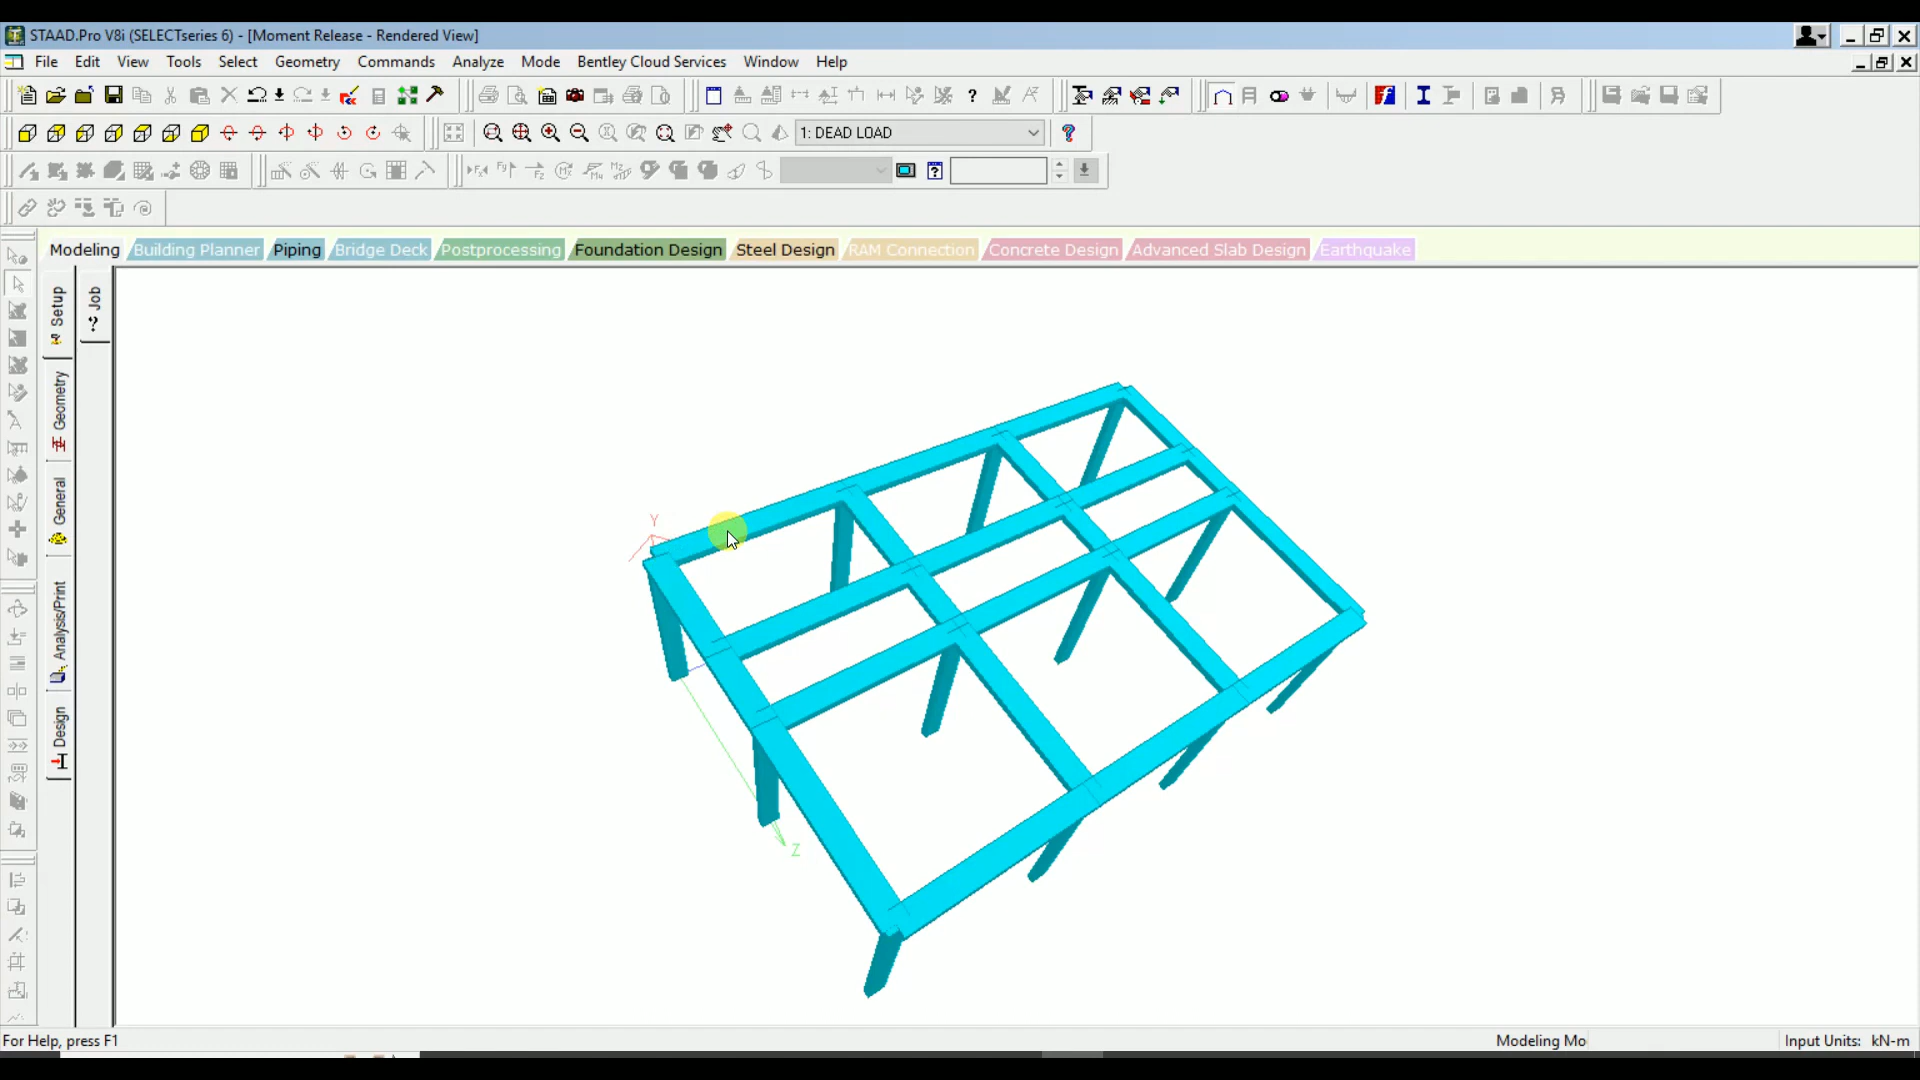 STAAD.Pro V8i (SELECTseries 6) - [Moment Release - Rendered View]
File Edit View Tools Select Geometry Commands Analyze Mode Bentley Cloud Services Window Help
1: DEAD LOAD
Modeling Building Planner Piping Bridge Deck Postprocessing Foundation Design Steel Design RAM Connection Concrete Design Advanced Slab Design Earthquake
Setup
Job
Geometry
General
Analysis/Print
Design
Y
Z
For Help, press F1
Modeling Mo
Input Units: kN-m